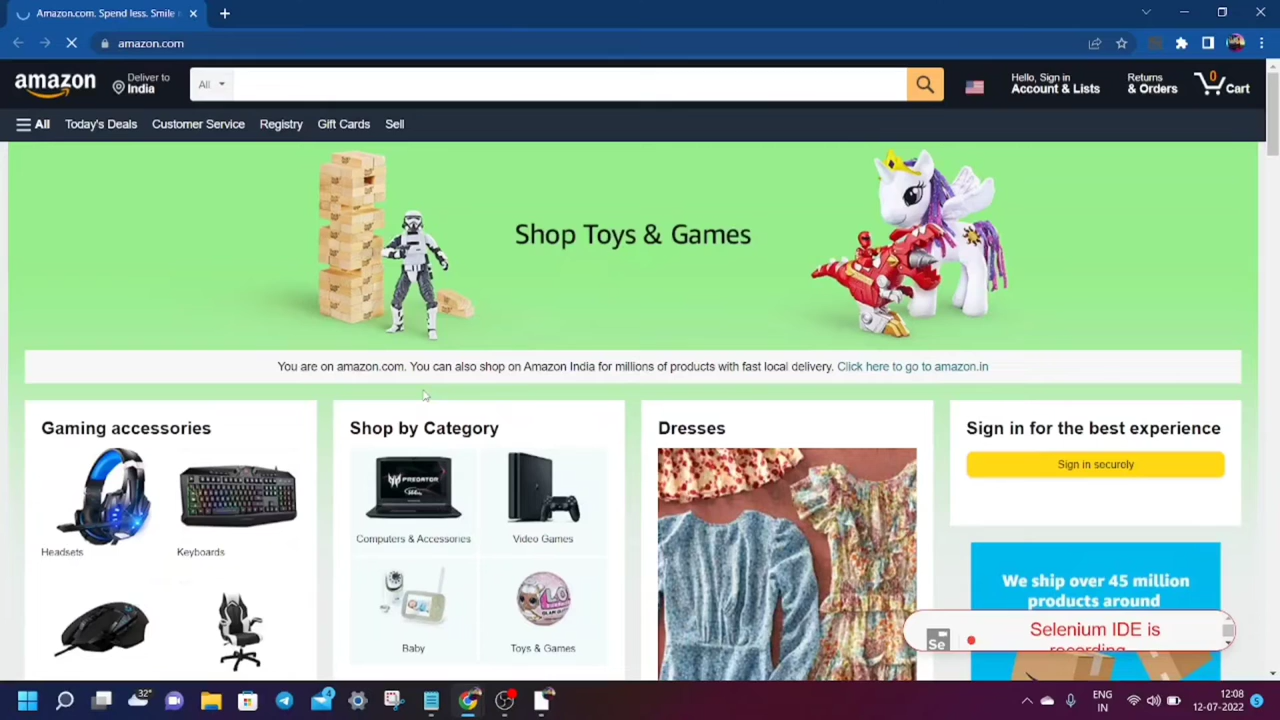 Amazon.com. Spend less. Smile
amazon.com
amazon
Deliver to
India
All
Hello, Sign in
Account & Lists
Returns
& Orders
0
Cart
All
Today's Deals
Customer Service
Registry
Gift Cards
Sell
Shop Toys & Games
You are on amazon.com. You can also shop on Amazon India for millions of products with fast local delivery. Click here to go to amazon.in
Gaming accessories
Shop by Category
Dresses
Sign in for the best experience
Sign in securely
PREDATOR
Headsets
Keyboards
Computers & Accessories
Video Games
Baby
Toys & Games
We ship over 45 million
products around
Se
Selenium IDE is
recording
32°
4
ENG
IN
12:08
12-07-2022
5